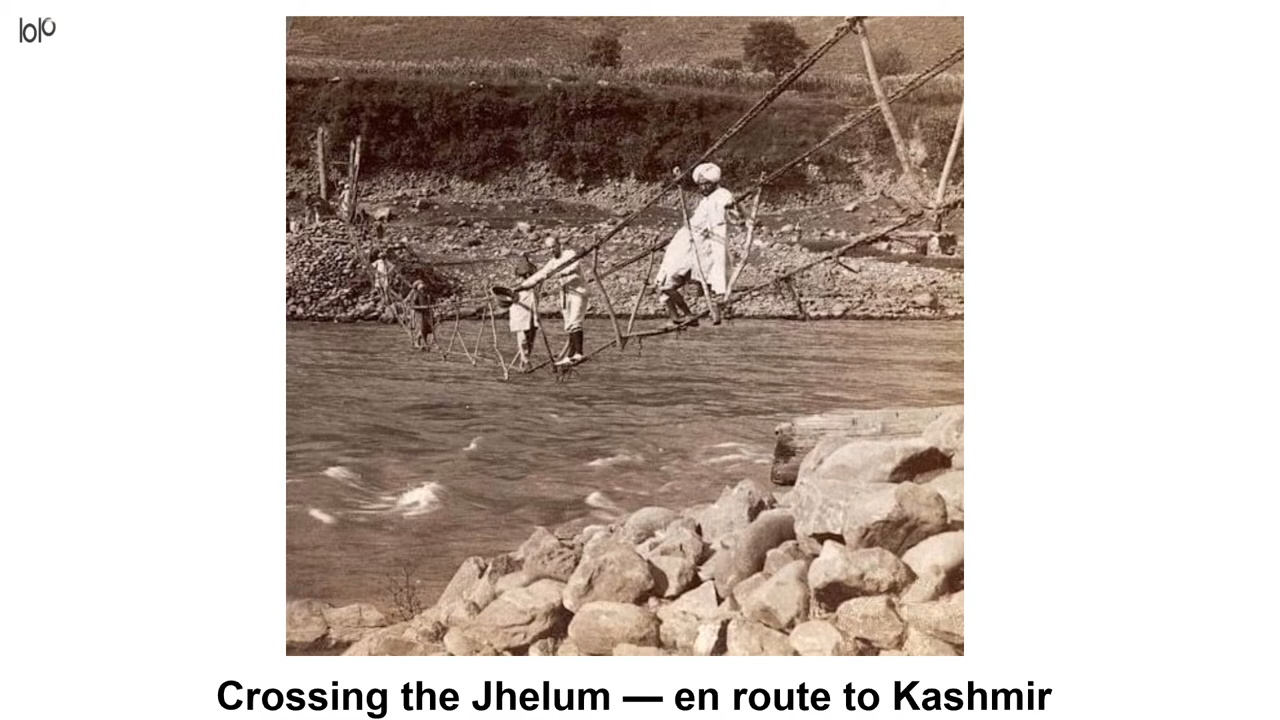 lolo
Crossing the Jhelum — en route to Kashmir